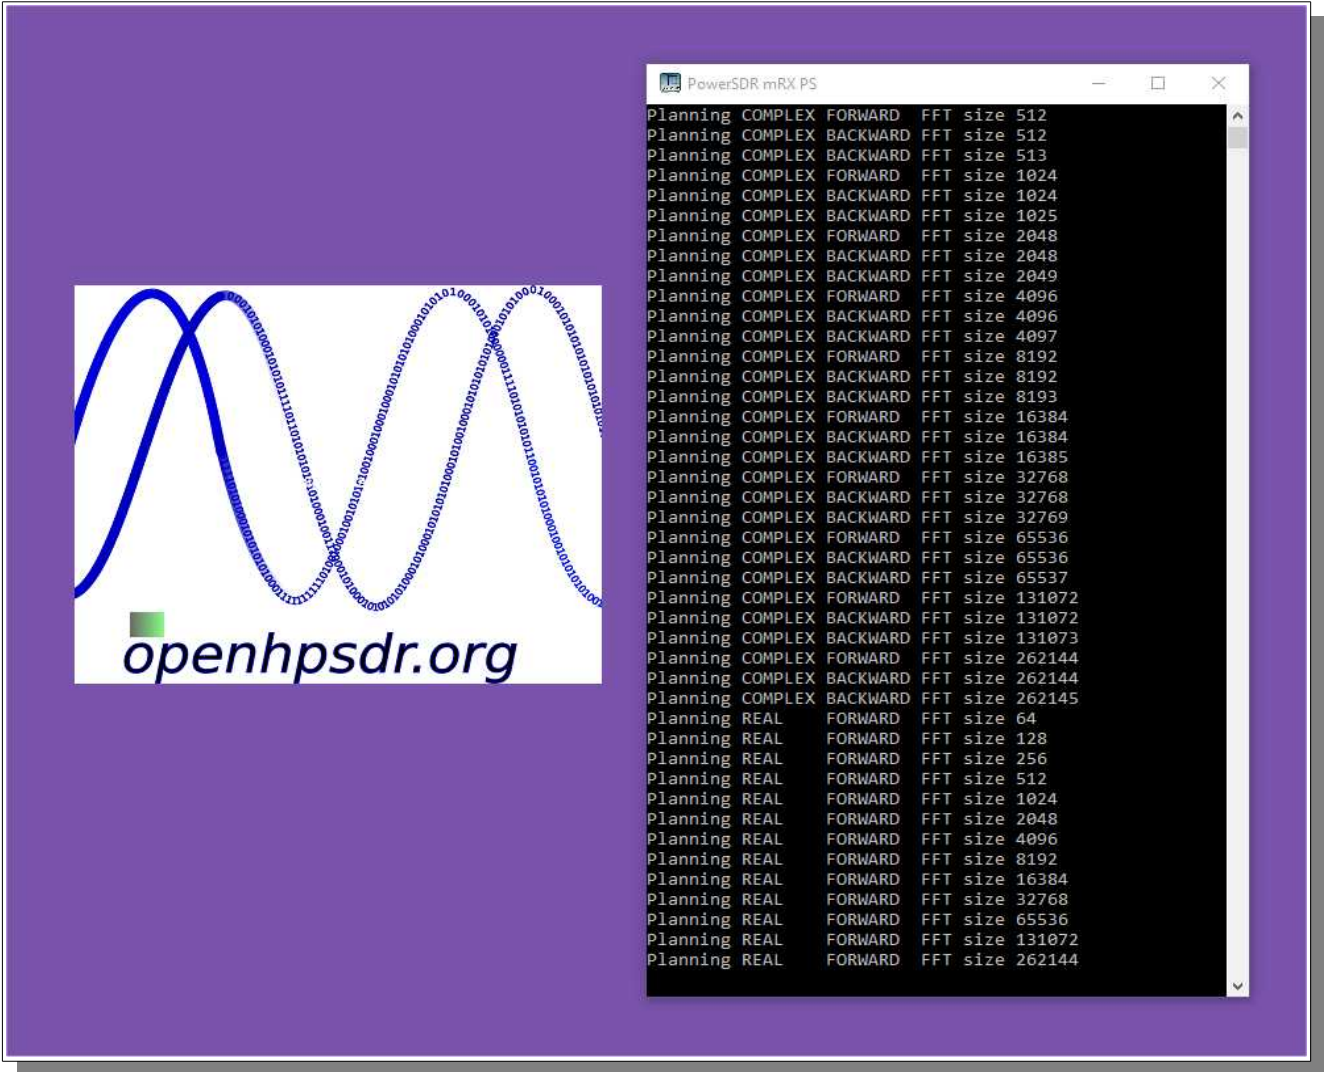 openhpsdr.org
PowerSDR mRX PS
Planning COMPLEX FORWARD  FFT size 512
Planning COMPLEX BACKWARD FFT size 512
Planning COMPLEX BACKWARD FFT size 513
Planning COMPLEX FORWARD  FFT size 1024
Planning COMPLEX BACKWARD FFT size 1024
Planning COMPLEX BACKWARD FFT size 1025
Planning COMPLEX FORWARD  FFT size 2048
Planning COMPLEX BACKWARD FFT size 2048
Planning COMPLEX BACKWARD FFT size 2049
Planning COMPLEX FORWARD  FFT size 4096
Planning COMPLEX BACKWARD FFT size 4096
Planning COMPLEX BACKWARD FFT size 4097
Planning COMPLEX FORWARD  FFT size 8192
Planning COMPLEX BACKWARD FFT size 8192
Planning COMPLEX BACKWARD FFT size 8193
Planning COMPLEX FORWARD  FFT size 16384
Planning COMPLEX BACKWARD FFT size 16384
Planning COMPLEX BACKWARD FFT size 16385
Planning COMPLEX FORWARD  FFT size 32768
Planning COMPLEX BACKWARD FFT size 32768
Planning COMPLEX BACKWARD FFT size 32769
Planning COMPLEX FORWARD  FFT size 65536
Planning COMPLEX BACKWARD FFT size 65536
Planning COMPLEX BACKWARD FFT size 65537
Planning COMPLEX FORWARD  FFT size 131072
Planning COMPLEX BACKWARD FFT size 131072
Planning COMPLEX BACKWARD FFT size 131073
Planning COMPLEX FORWARD  FFT size 262144
Planning COMPLEX BACKWARD FFT size 262144
Planning COMPLEX BACKWARD FFT size 262145
Planning REAL    FORWARD  FFT size 64
Planning REAL    FORWARD  FFT size 128
Planning REAL    FORWARD  FFT size 256
Planning REAL    FORWARD  FFT size 512
Planning REAL    FORWARD  FFT size 1024
Planning REAL    FORWARD  FFT size 2048
Planning REAL    FORWARD  FFT size 4096
Planning REAL    FORWARD  FFT size 8192
Planning REAL    FORWARD  FFT size 16384
Planning REAL    FORWARD  FFT size 32768
Planning REAL    FORWARD  FFT size 65536
Planning REAL    FORWARD  FFT size 131072
Planning REAL    FORWARD  FFT size 262144